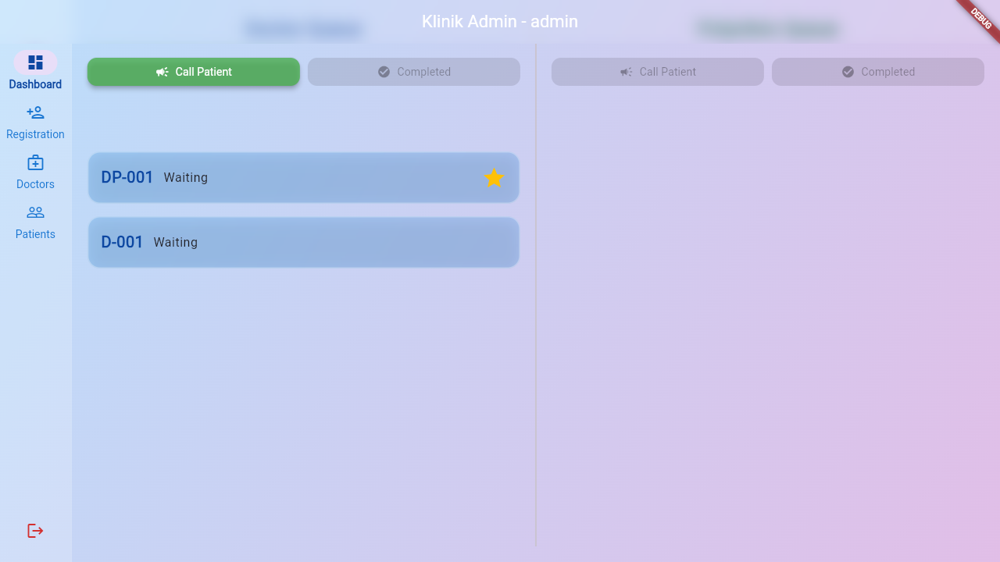 Klinik Admin - admin
DEBUG
Dashboard
Registration
Doctors
Patients
Call Patient
Completed
DP-001 Waiting
D-001 Waiting
Call Patient
Completed